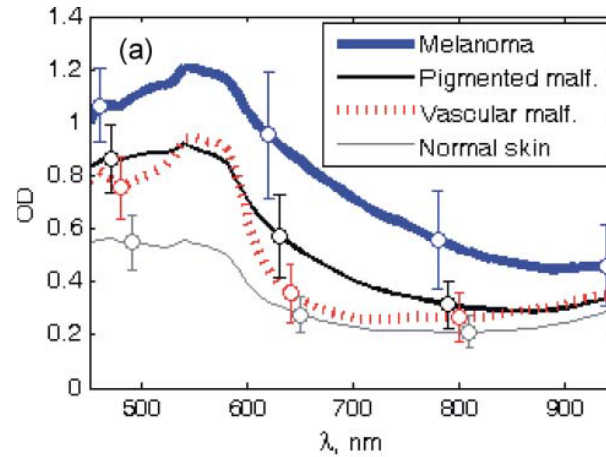 1.4
(a)
Melanoma
1.2
Pigmented malf.
1
Vascular malf.
0.8
Normal skin
OD
0.6
0.4
0.2
0
500 600 700 800 900
λ, nm